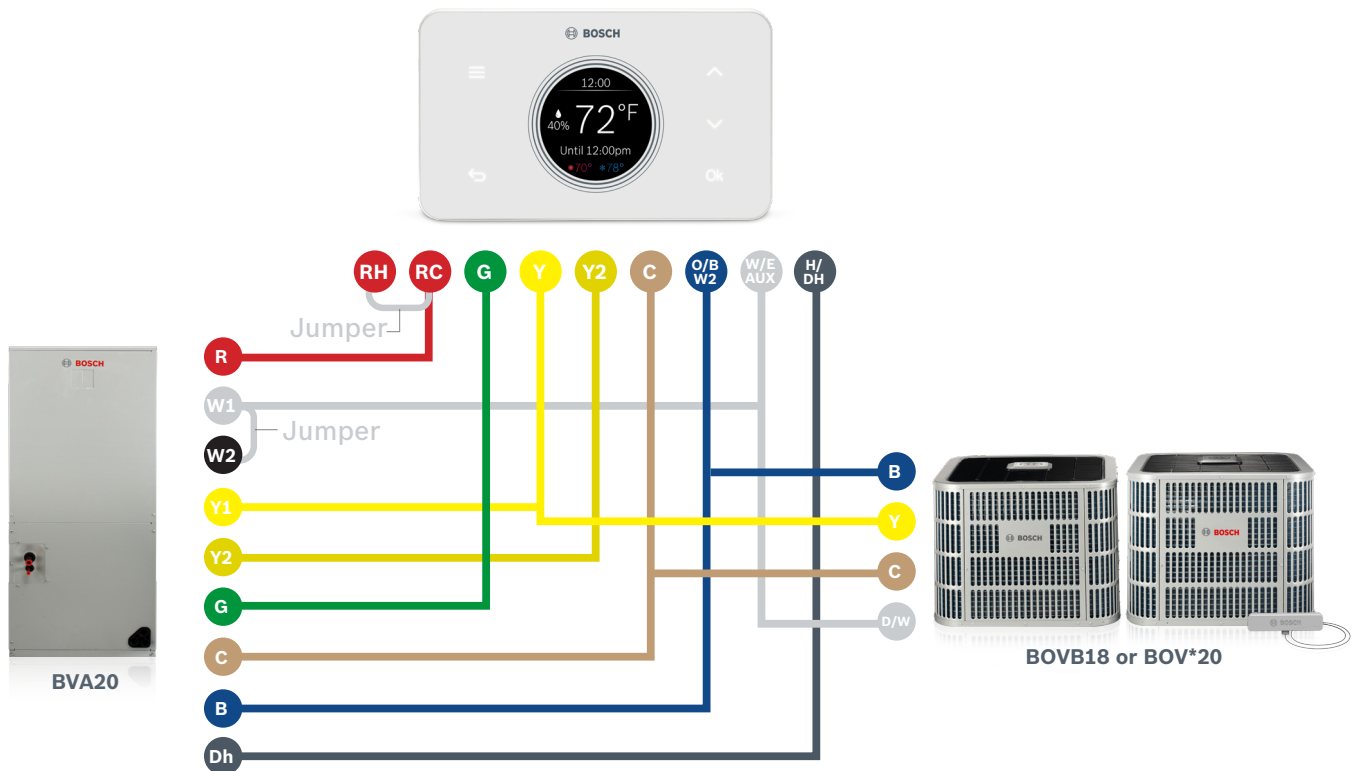 BOSCH
12:00
40%
72°F
Until 12:00pm
70° 78°
Ok
RH RC G Y Y2 C O/B W2 W/E AUX H/DH
Jumper
R
BOSCH
W1
Jumper
W2
B
Y1
Y
BOSCH
BOSCH
Y2
C
G
D/W
BOSCH
C
BOVB18 or BOV*20
BVA20
B
Dh